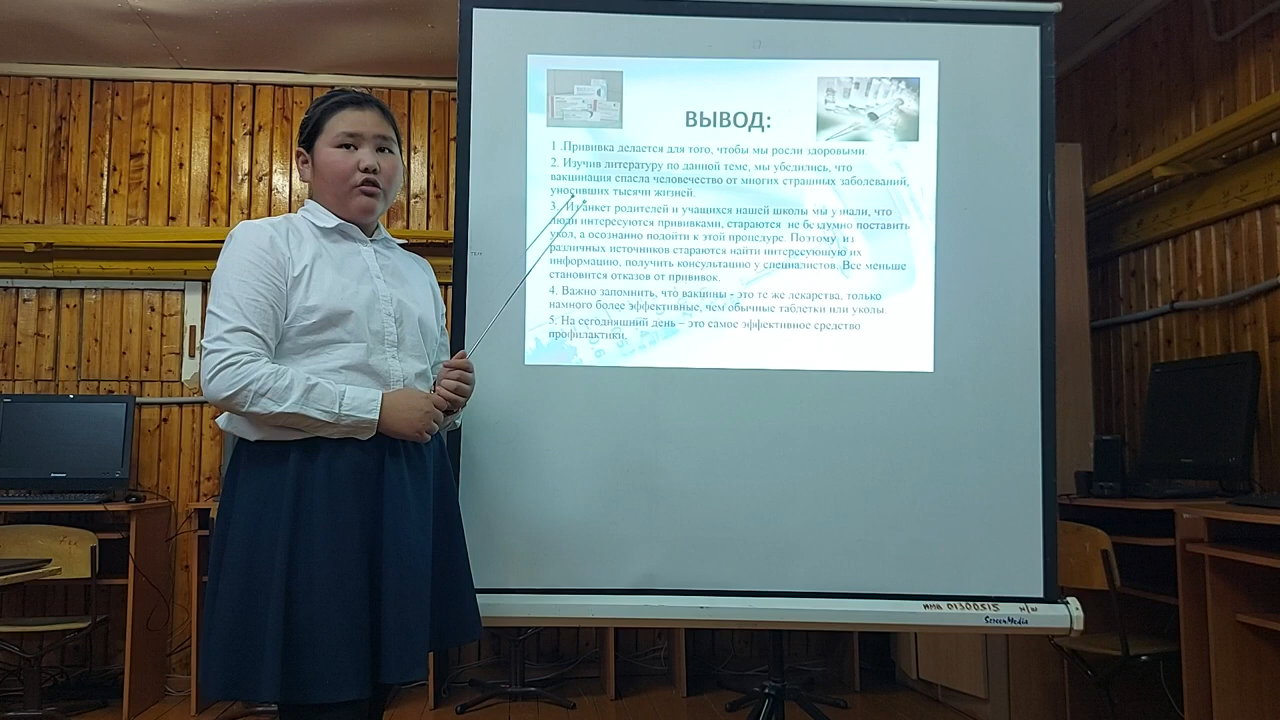 ВЫВОД:
1 .Прививка делается для того, чтобы мы росли здоровыми.
2. Изучив литературу по данной теме, мы убедились, что
вакцинация спасла человечество от многих страшных заболеваний,
уносивших тысячи жизней.
3. Из анкет родителей и учащихся нашей школы мы узнали, что
люди интересуются прививками, стараются не бездумно поставить
укол, а осознанно подойти к этой процедуре. Поэтому из
различных источников стараются найти интересующую их
информацию, получить консультацию у специалистов. Все меньше
становится отказов от прививок.
4. Важно запомнить, что вакцины - это те же лекарства, только
намного более эффективные, чем обычные таблетки или уколы.
5. На сегодняшний день – это самое эффективное средство
профилактики.
01300515 н/ш
ScreenMedia